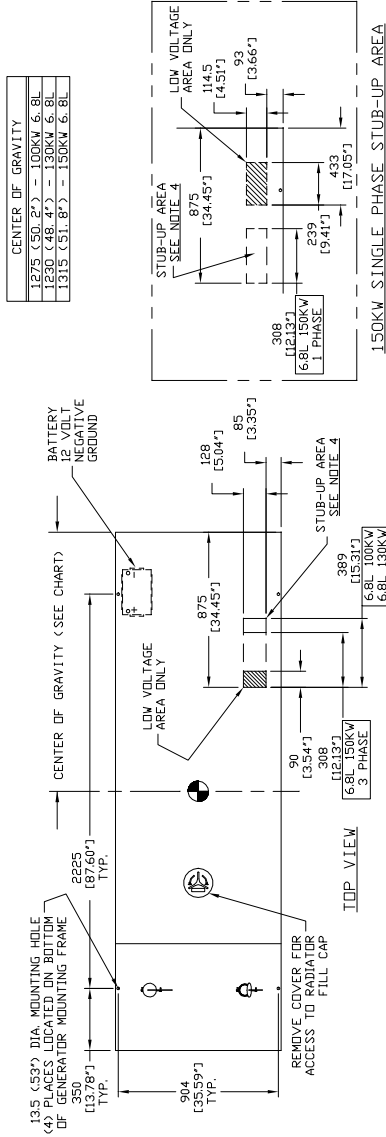 CENTER OF GRAVITY
1275 (50.2") - 100KW 6.8L
1230 (48.4") - 130KW 6.8L
1315 (51.8") - 150KW 6.8L
13.5 (.53") DIA. MOUNTING HOLE
(4) PLACES LOCATED ON BOTTOM
OF GENERATOR MOUNTING FRAME
350
[13.78"]
TYP.
2225
[87.60"]
TYP.
CENTER OF GRAVITY (SEE CHART)
BATTERY
12 VOLT
NEGATIVE
GROUND
+
-
904
[35.59"]
TYP.
REMOVE COVER FOR
ACCESS TO RADIATOR
FILL CAP
LOW VOLTAGE
AREA ONLY
875
[34.45"]
128
[5.04"]
85
[3.35"]
STUB-UP AREA
SEE NOTE 4
90
[3.54"]
308
[12.13"]
6.8L 150KW
3 PHASE
389
[15.31"]
6.8L 100KW
6.8L 130KW
TOP VIEW
STUB-UP AREA
SEE NOTE 4
875
[34.45"]
LOW VOLTAGE
AREA ONLY
114.5
[4.51"]
93
[3.66"]
308
[12.13"]
6.8L 150KW
1 PHASE
239
[9.41"]
433
[17.05"]
150KW SINGLE PHASE STUB-UP AREA